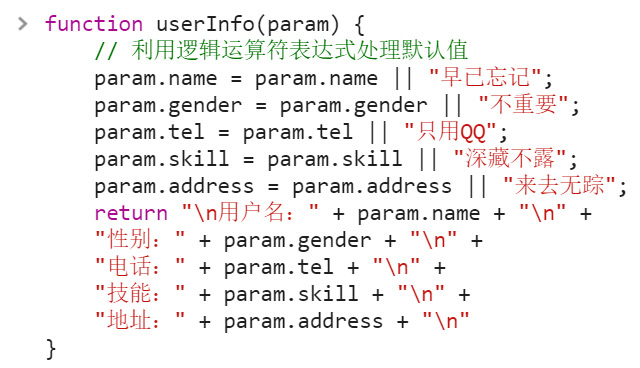 > function userInfo(param) {
// 利用逻辑运算符表达式处理默认值
param.name = param.name || "早已忘记";
param.gender = param.gender || "不重要";
param.tel = param.tel || "只用QQ";
param.skill = param.skill || "深藏不露";
param.address = param.address || "来去无踪";
return "\n用户名：" + param.name + "\n" +
"性别：" + param.gender + "\n" +
"电话：" + param.tel + "\n" +
"技能：" + param.skill + "\n" +
"地址：" + param.address + "\n"
}